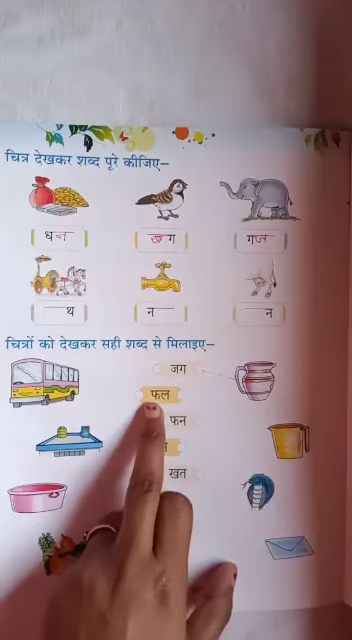 चित्र देखकर शब्द पूरे कीजिए–
धन खग गज
थ न न
चित्रों को देखकर सही शब्द से मिलाइए–
जग
फल
फन
खत